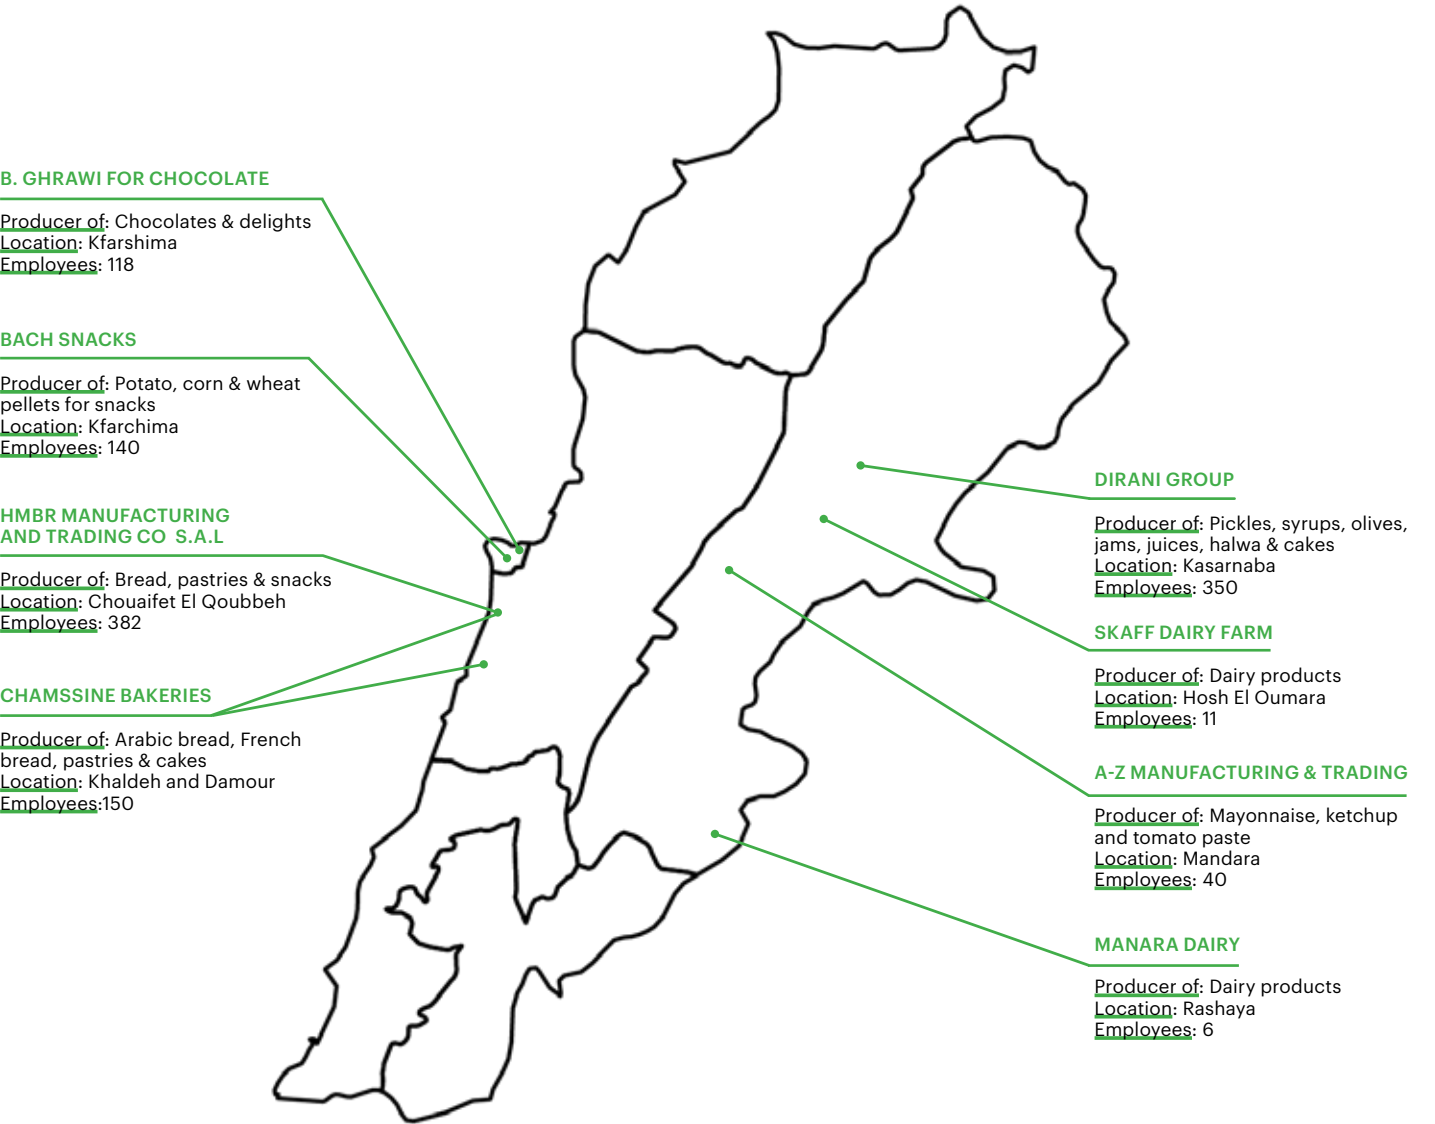 B. GHRAWI FOR CHOCOLATE
Producer of: Chocolates & delights
Location: Kfarshima
Employees: 118
BACH SNACKS
Producer of: Potato, corn & wheat
pellets for snacks
Location: Kfarchima
Employees: 140
HMBR MANUFACTURING
AND TRADING CO S.A.L
Producer of: Bread, pastries & snacks
Location: Chouaifet El Qoubbeh
Employees: 382
CHAMSSINE BAKERIES
Producer of: Arabic bread, French
bread, pastries & cakes
Location: Khaldeh and Damour
Employees:150
DIRANI GROUP
Producer of: Pickles, syrups, olives,
jams, juices, halwa & cakes
Location: Kasarnaba
Employees: 350
SKAFF DAIRY FARM
Producer of: Dairy products
Location: Hosh El Oumara
Employees: 11
A-Z MANUFACTURING & TRADING
Producer of: Mayonnaise, ketchup
and tomato paste
Location: Mandara
Employees: 40
MANARA DAIRY
Producer of: Dairy products
Location: Rashaya
Employees: 6